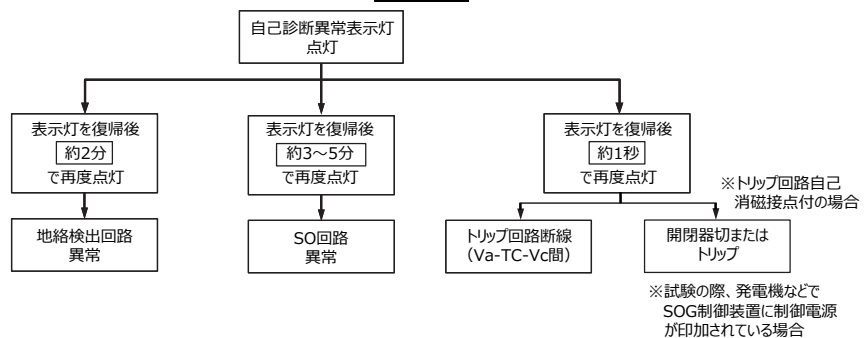 自己診断異常表示灯
点灯
表示灯を復帰後
約2分
で再度点灯
表示灯を復帰後
約3～5分
で再度点灯
表示灯を復帰後
約1秒
で再度点灯
※トリップ回路自己
消磁接点付の場合
地絡検出回路
異常
SO回路
異常
トリップ回路断線
（Va-TC-Vc間）
開閉器切または
トリップ
※試験の際、発電機などで
SOG制御装置に制御電源
が印加されている場合